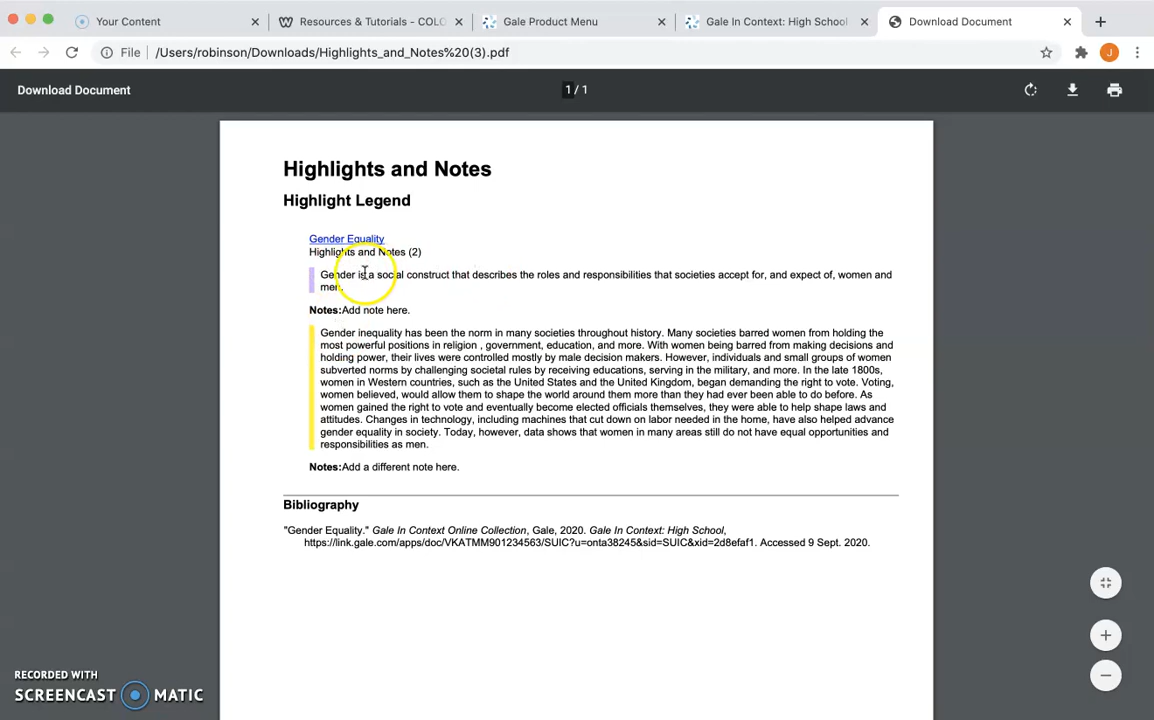 Your Content
Resources & Tutorials - COLO
Gale Product Menu
Gale In Context: High School
Download Document
File /Users/robinson/Downloads/Highlights_and_Notes%20(3).pdf
J
Download Document
1 / 1
Highlights and Notes
Highlight Legend
Gender Equality
Highlights and Notes (2)
Gender is a social construct that describes the roles and responsibilities that societies accept for, and expect of, women and
men.
Notes:Add note here.
Gender inequality has been the norm in many societies throughout history. Many societies barred women from holding the
most powerful positions in religion , government, education, and more. With women being barred from making decisions and
holding power, their lives were controlled mostly by male decision makers. However, individuals and small groups of women
subverted norms by challenging societal rules by receiving educations, serving in the military, and more. In the late 1800s,
women in Western countries, such as the United States and the United Kingdom, began demanding the right to vote. Voting,
women believed, would allow them to shape the world around them more than they had ever been able to do before. As
women gained the right to vote and eventually become elected officials themselves, they were able to help shape laws and
attitudes. Changes in technology, including machines that cut down on labor needed in the home, have also helped advance
gender equality in society. Today, however, data shows that women in many areas still do not have equal opportunities and
responsibilities as men.
Notes:Add a different note here.
Bibliography
"Gender Equality." Gale In Context Online Collection, Gale, 2020. Gale In Context: High School,
https://link.gale.com/apps/doc/VKATMM901234563/SUIC?u=onta38245&sid=SUIC&xid=2d8efaf1. Accessed 9 Sept. 2020.
RECORDED WITH
SCREENCAST MATIC